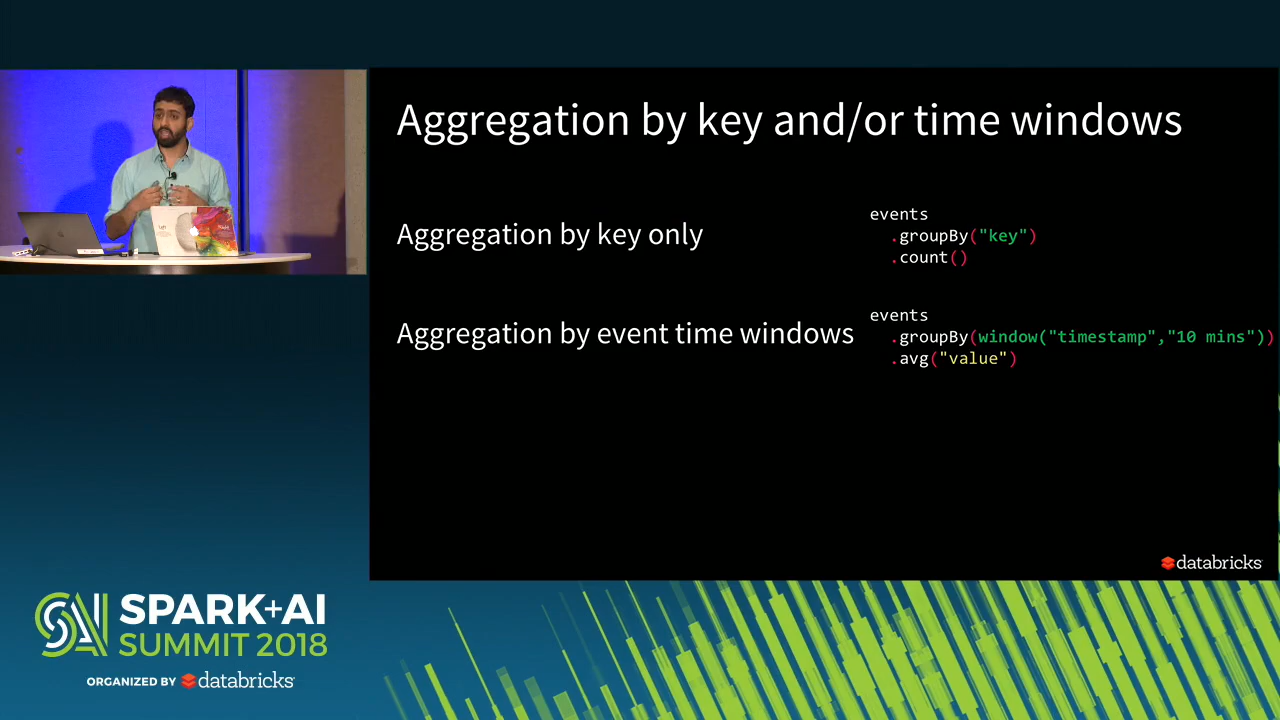 Aggregation by key and/or time windows
Aggregation by key only
events
.groupBy("key")
.count()
Aggregation by event time windows
events
.groupBy(window("timestamp","10 mins"))
.avg("value")
databricks
SAI
SPARK+AI
SUMMIT 2018
ORGANIZED BY databricks